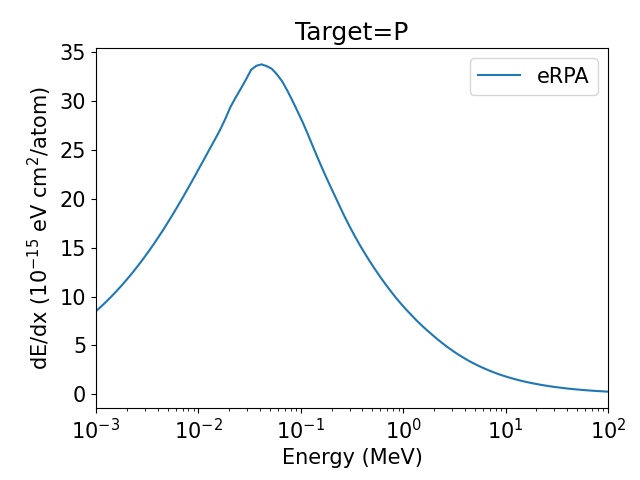 Target=P
eRPA
dE/dx (10⁻¹⁵ eV cm²/atom)
35
30
25
20
15
10
5
0
10⁻³ 10⁻² 10⁻¹ 10⁰ 10¹ 10²
Energy (MeV)